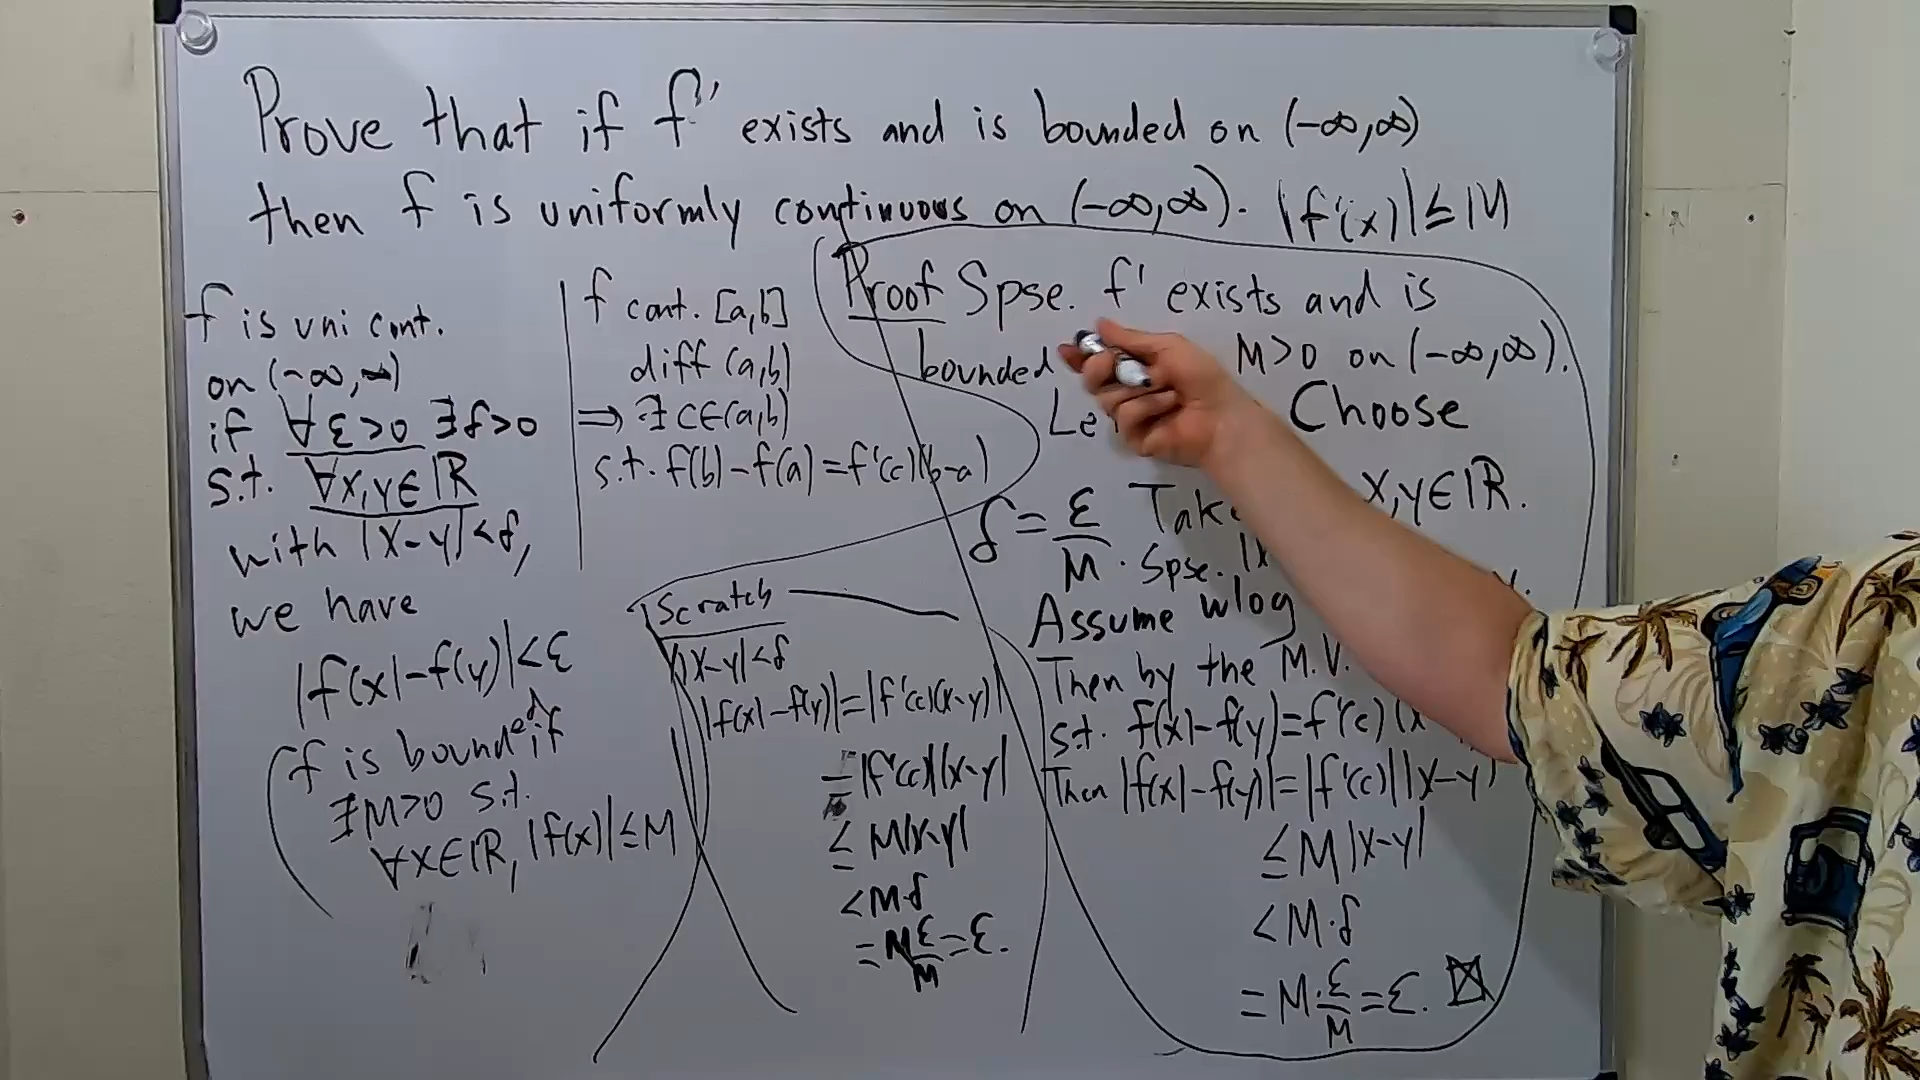 Prove that if f' exists and is bounded on (-∞,∞)
then f is uniformly continuous on (-∞,∞). |f'(x)|≤M
f is uni cont.
on (-∞,∞)
if ∀ε>0 ∃δ>0
s.t. ∀x,y∈ℝ
with |x-y|<δ,
we have
|f(x)-f(y)|<ε
f is bounded if
∃M>0 s.t.
∀x∈ℝ, |f(x)|≤M
f cont. [a,b]
diff (a,b)
⟹ ∃c∈(a,b)
s.t. f(b)-f(a)=f'(c)(b-a)
Scratch
|x-y|<δ
|f(x)-f(y)|=|f'(c)(x-y)|
=|f'(c)||x-y|
≤ M|x-y|
<M·δ
=M ε/M=ε.
Proof Spse. f' exists and is
bounded M>0 on (-∞,∞).
Choose
δ=ε/M. Take x,y∈ℝ.
Spse.
Assume wlog
Then by the M.V.
s.t. f(x)-f(y)=f'(c)(x
Then |f(x)-f(y)|=|f'(c)||x-y|
≤M|x-y|
<M·δ
=M·ε/M=ε.